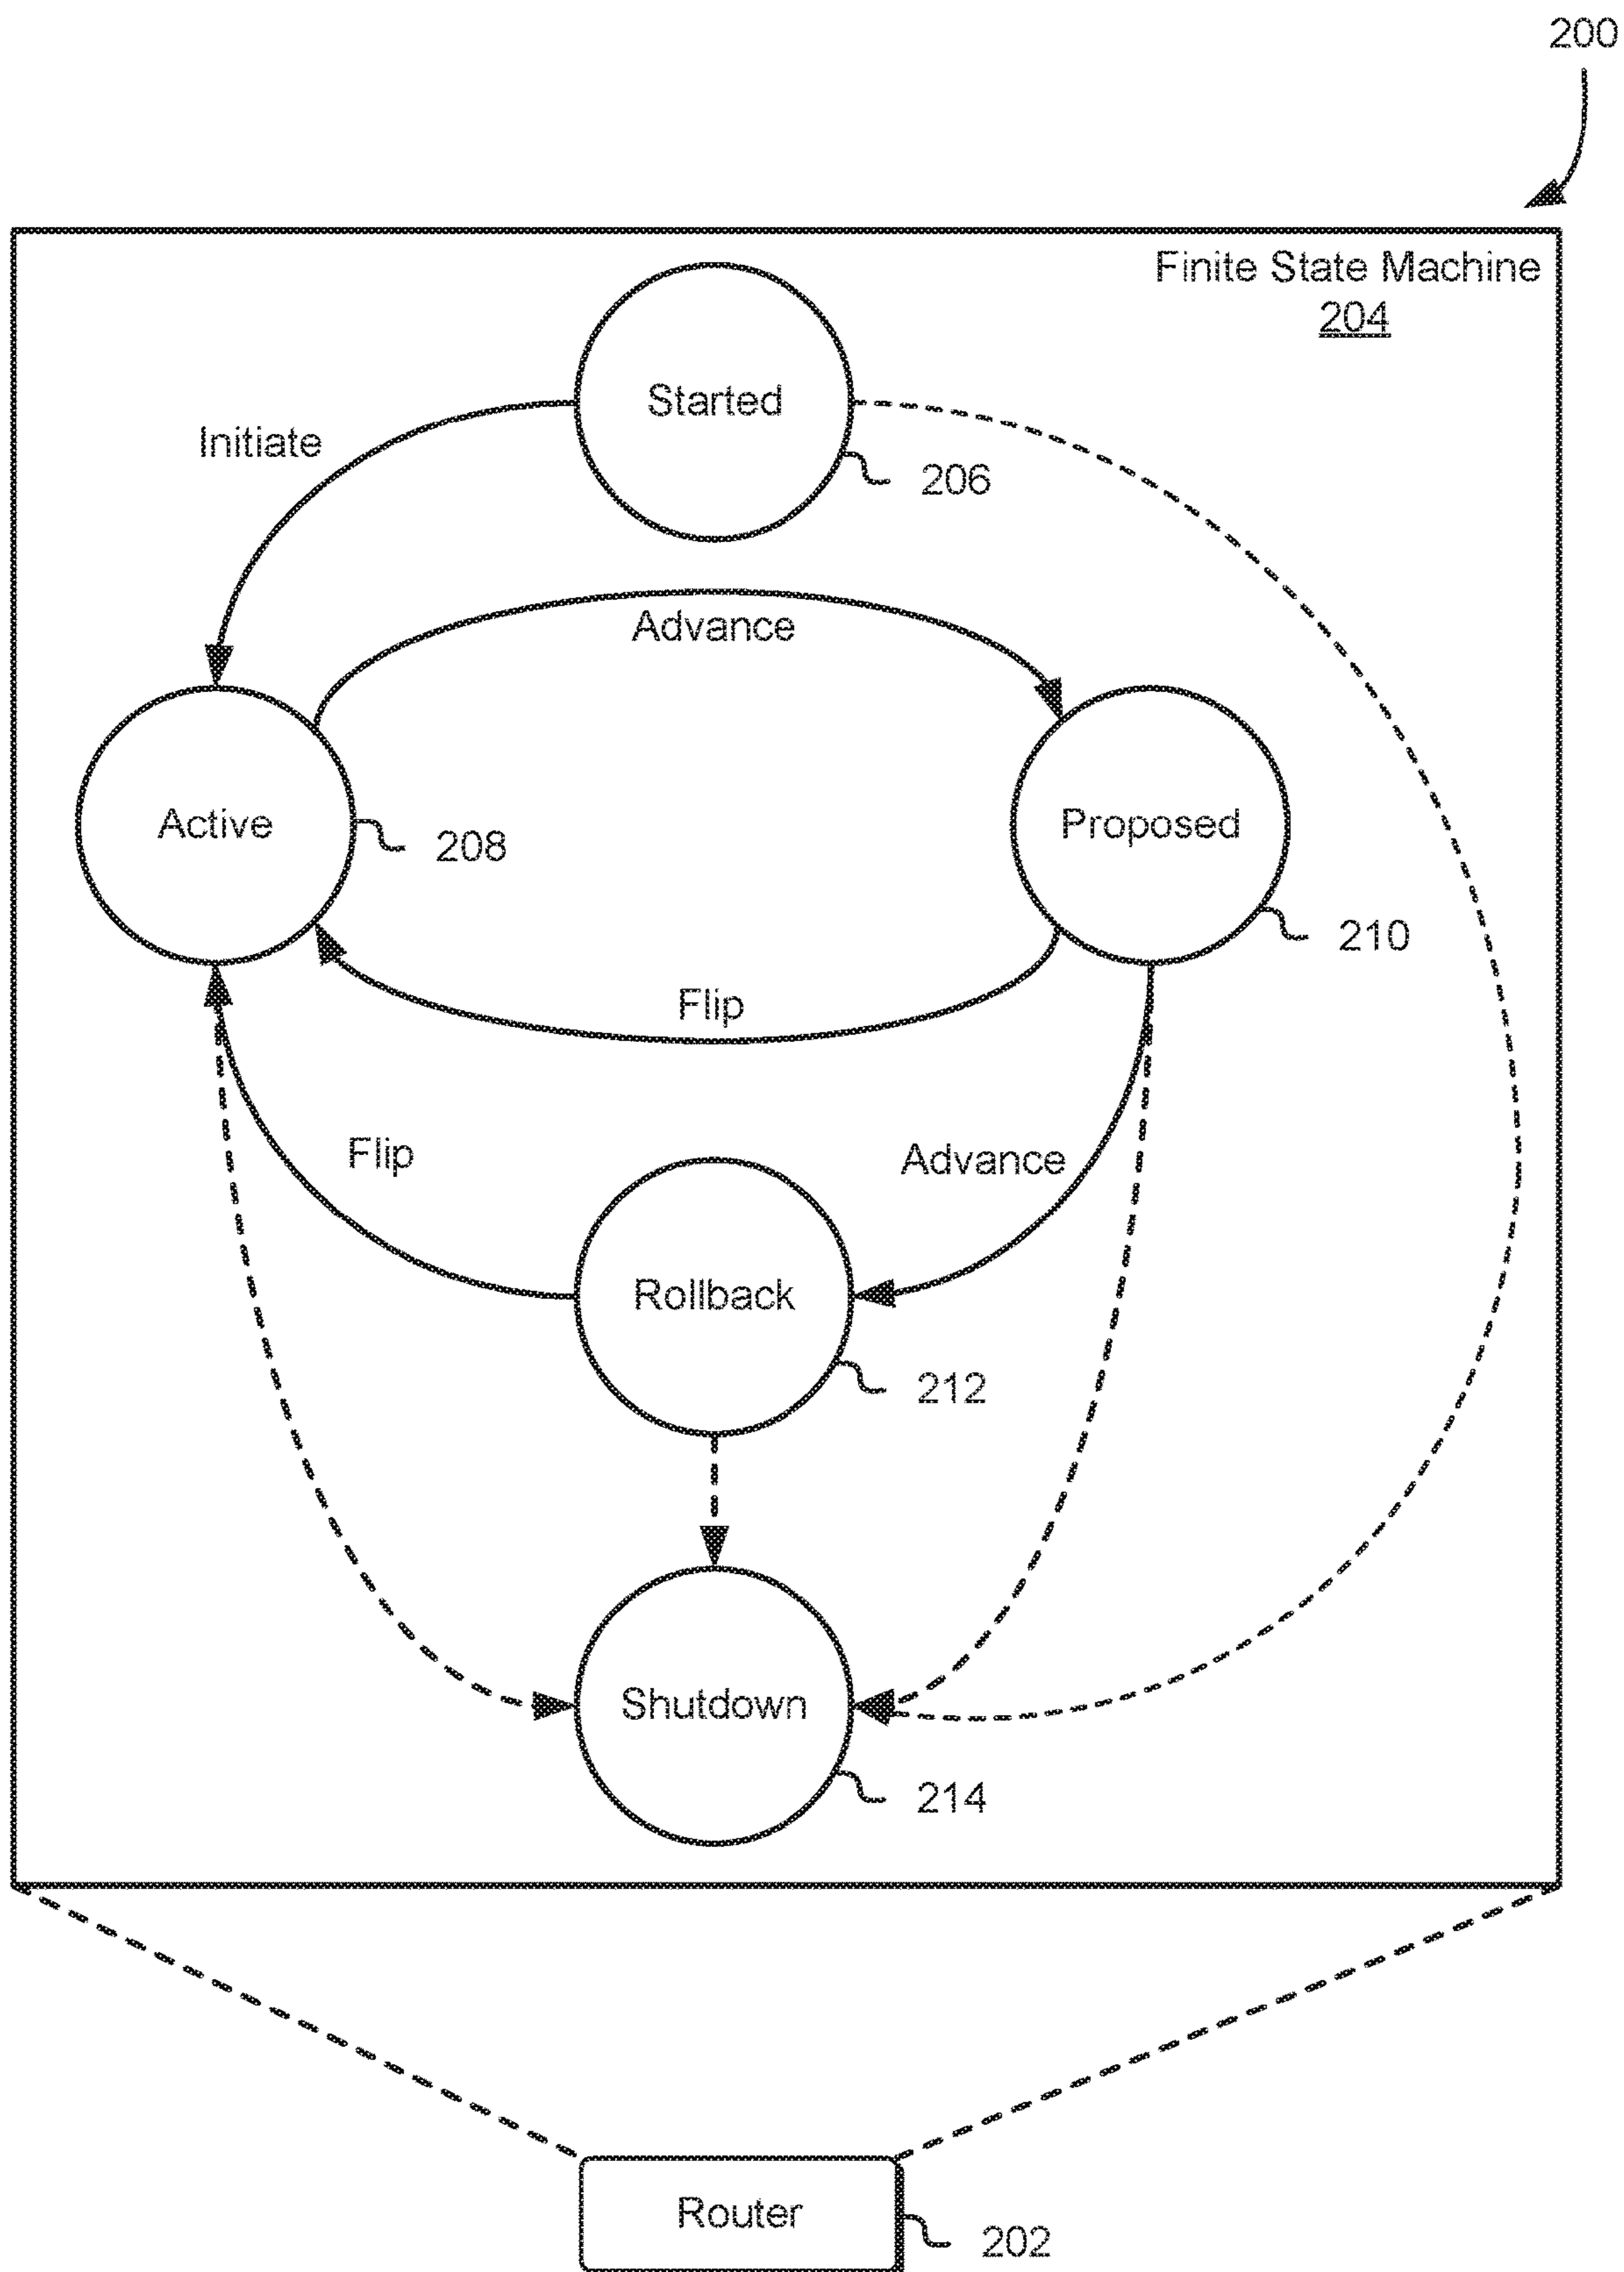 200
Finite State Machine
204
Started
Initiate
206
Advance
Active
Proposed
208
210
Flip
Flip
Advance
Rollback
212
Shutdown
214
Router
202